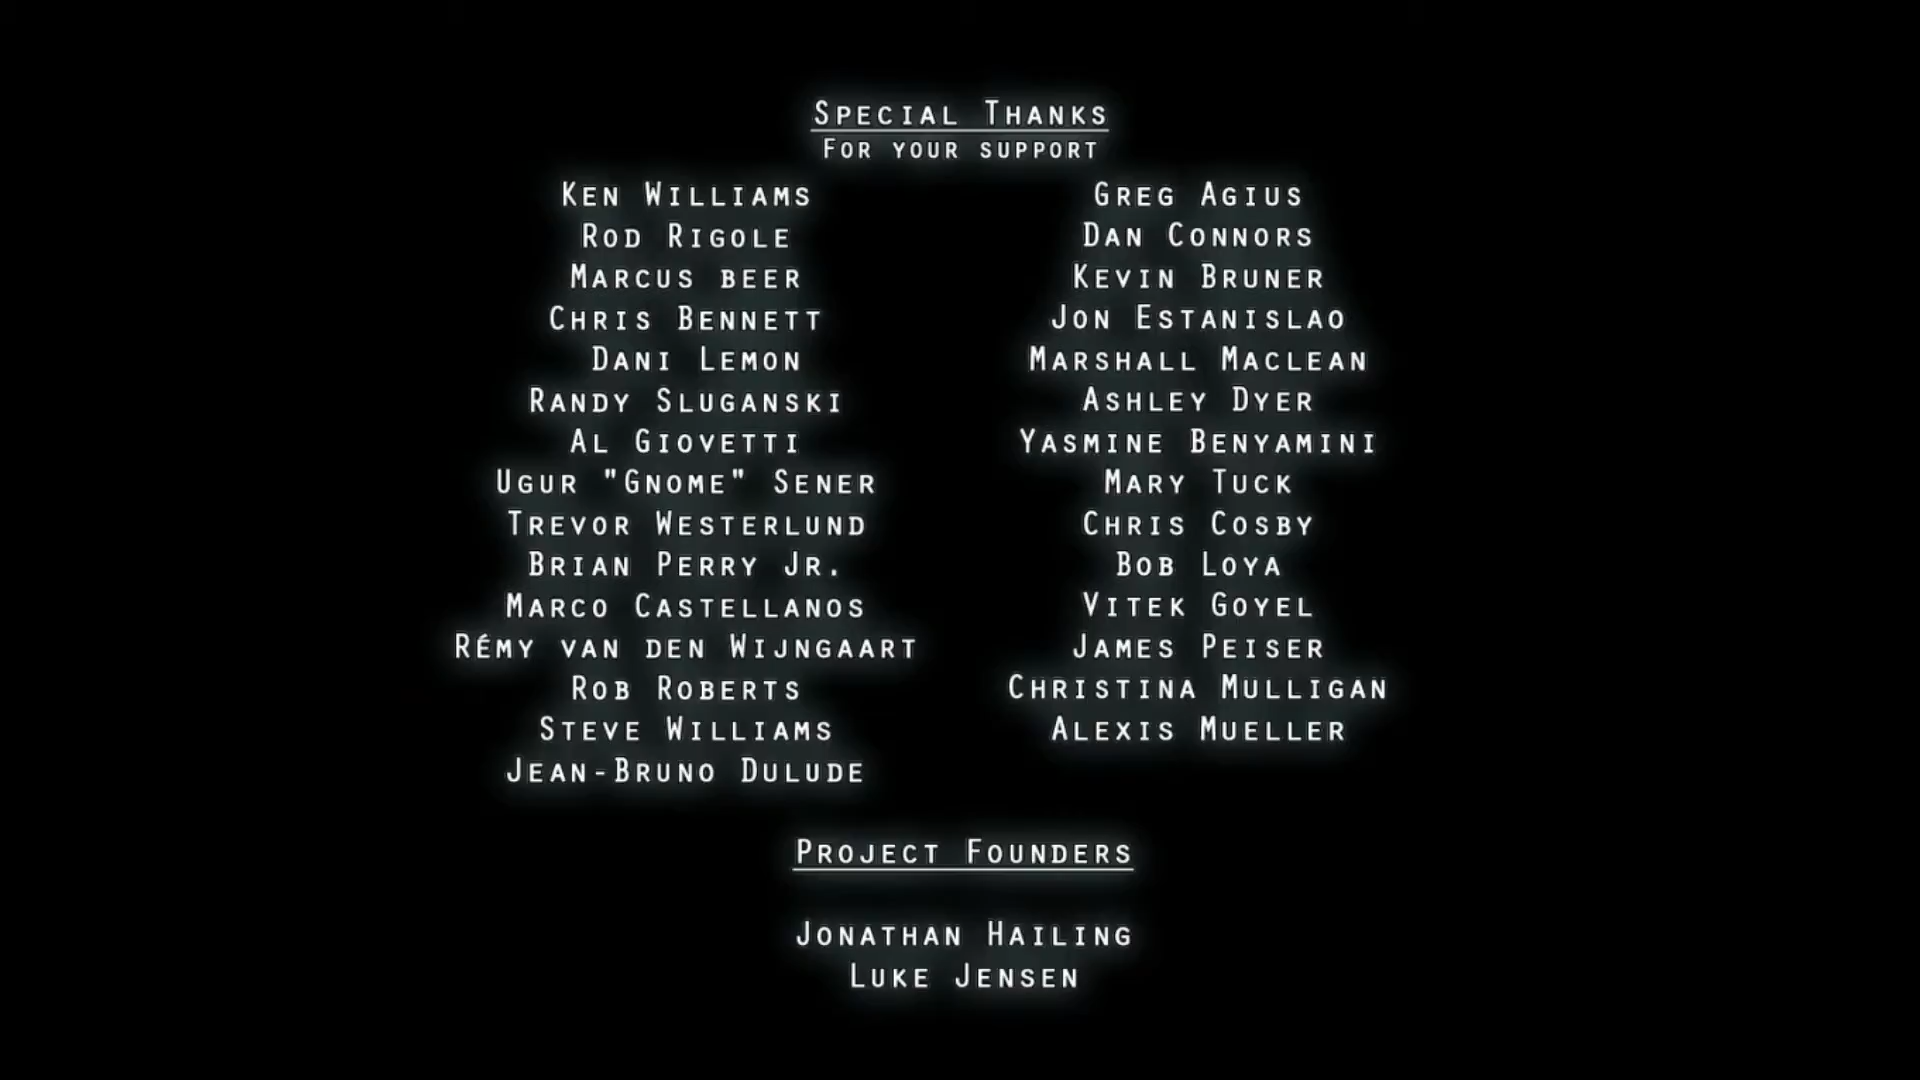 Special Thanks
For your support
Ken Williams
Rod Rigole
Marcus beer
Chris Bennett
Dani Lemon
Randy Sluganski
Al Giovetti
Ugur "Gnome" Sener
Trevor Westerlund
Brian Perry Jr.
Marco Castellanos
Rémy van den Wijngaart
Rob Roberts
Steve Williams
Jean-Bruno Dulude
Greg Agius
Dan Connors
Kevin Bruner
Jon Estanislao
Marshall Maclean
Ashley Dyer
Yasmine Benyamini
Mary Tuck
Chris Cosby
Bob Loya
Vitek Goyel
James Peiser
Christina Mulligan
Alexis Mueller
Project Founders
Jonathan Hailing
Luke Jensen